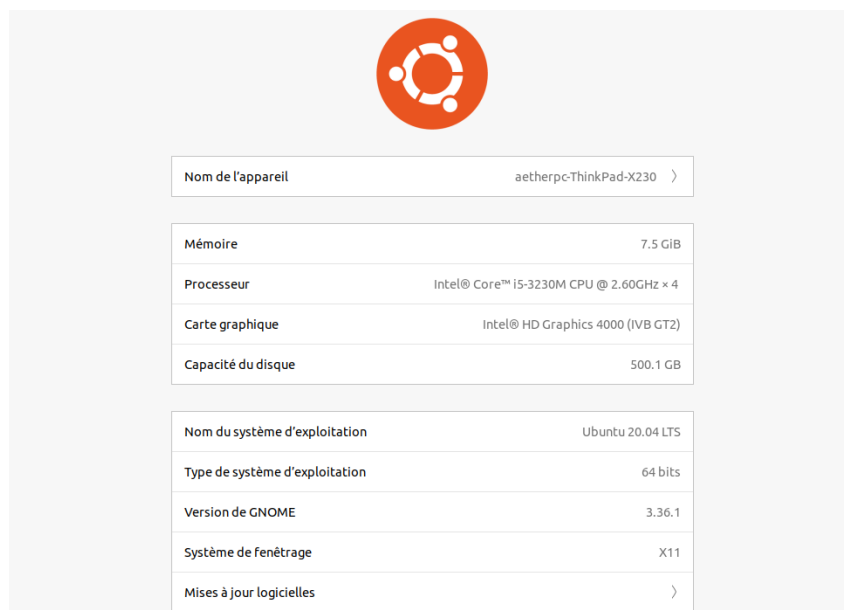 Nom de l'appareil aetherpc-ThinkPad-X230
Mémoire 7.5 GiB
Processeur Intel® Core™ i5-3230M CPU @ 2.60GHz × 4
Carte graphique Intel® HD Graphics 4000 (IVB GT2)
Capacité du disque 500.1 GB
Nom du système d'exploitation Ubuntu 20.04 LTS
Type de système d'exploitation 64 bits
Version de GNOME 3.36.1
Système de fenêtrage X11
Mises à jour logicielles